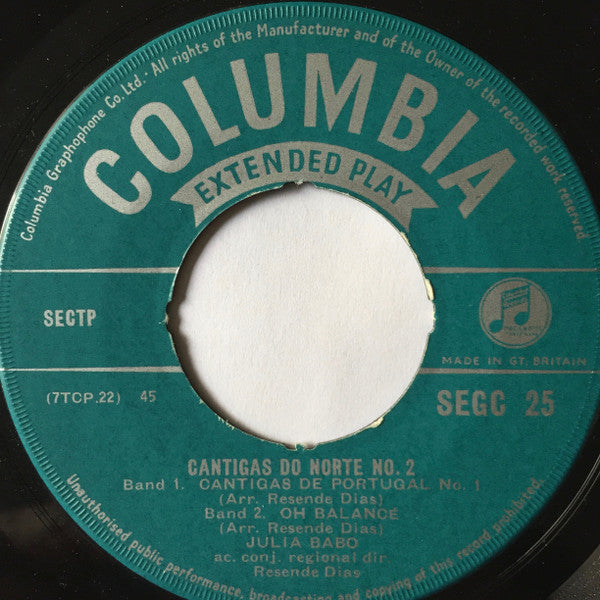 Columbia Graphophone Co. Ltd. · All rights of the Manufacturer and of the Owner of the recorded work reserved.
COLUMBIA
EXTENDED PLAY
SECTP
MADE IN GT. BRITAIN
(7TCP.22) 45
SEGC 25
CANTIGAS DO NORTE NO. 2
Band 1. CANTIGAS DE PORTUGAL No. 1
(Arr. Resende Dias)
Band 2. OH BALANCÉ
(Arr. Resende Dias)
JULIA BABO
ac. conj. regional dir
Resende Dias
Unauthorised public performance, broadcasting and copying of this record prohibited.